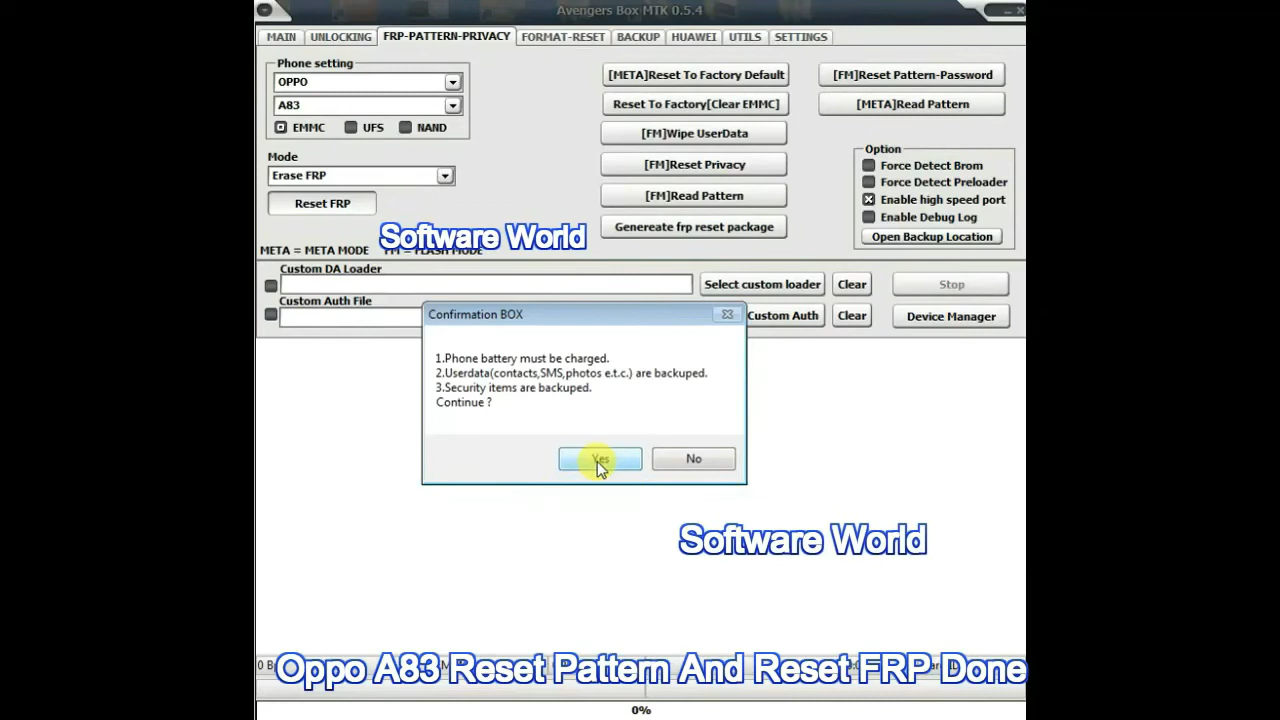 Avengers Box MTK 0.5.4
MAIN UNLOCKING FRP-PATTERN-PRIVACY FORMAT-RESET BACKUP HUAWEI UTILS SETTINGS
Phone setting
OPPO
A83
EMMC UFS NAND
Mode
Erase FRP
Reset FRP
[META]Reset To Factory Default
Reset To Factory[Clear EMMC]
[FM]Wipe UserData
[FM]Reset Privacy
[FM]Read Pattern
Genereate frp reset package
[FM]Reset Pattern-Password
[META]Read Pattern
Option
Force Detect Brom
Force Detect Preloader
Enable high speed port
Enable Debug Log
Open Backup Location
Software World
META = META MODE FM = FLASH MODE
Custom DA Loader
Select custom loader Clear Stop
Custom Auth File
Custom Auth Clear Device Manager
Confirmation BOX
1.Phone battery must be charged.
2.Userdata(contacts,SMS,photos e.t.c.) are backuped.
3.Security items are backuped.
Continue ?
Yes No
Software World
Oppo A83 Reset Pattern And Reset FRP Done
0%